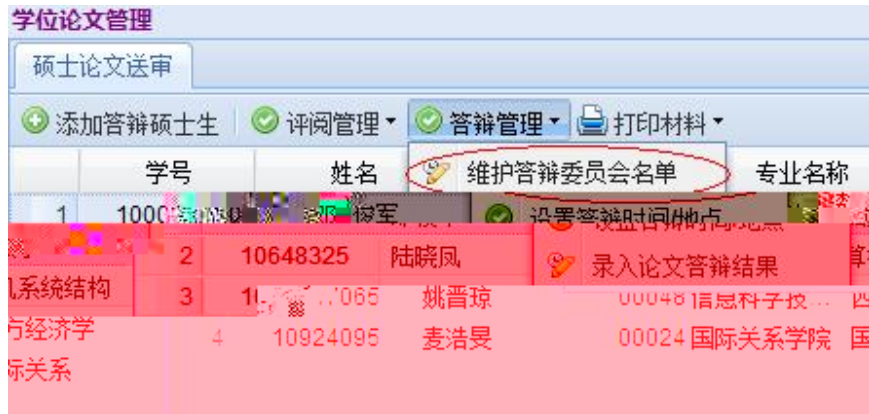 学位论文管理
硕士论文送审
添加答辩硕士生 评阅管理 答辩管理 打印材料
学号 姓名 维护答辩委员会名单 专业名称
1 俊军 设置答辩时间/地点
2 10648325 陆晓凤 录入论文答辩结果
系统结构 3 065 姚晋琼 00048 信息科学技...
方经济学 4 10924095 麦浩旻 00024 国际关系学院 国
际关系